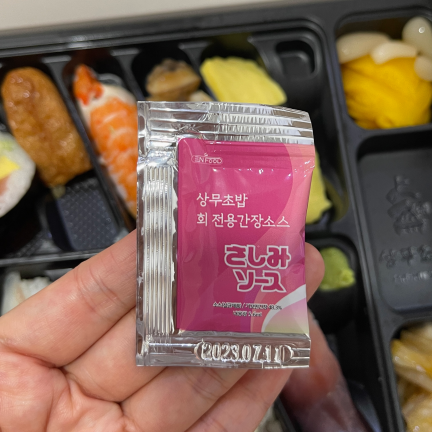 상무초밥
회 전용간장소스
さしみ
ソース
2023.07.11